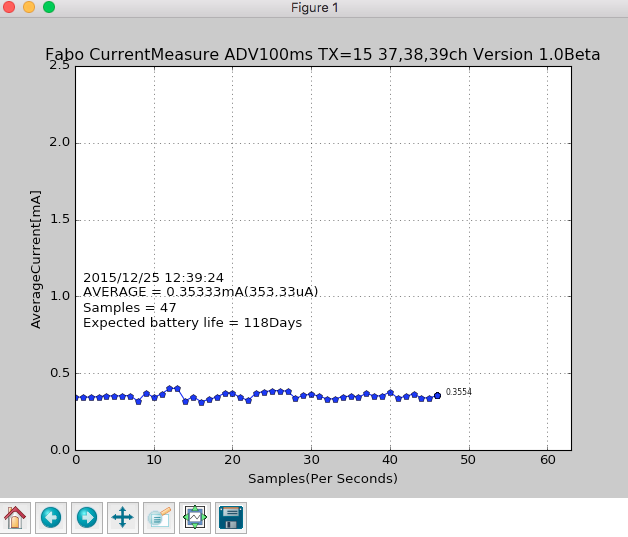 Figure 1
Fabo CurrentMeasure ADV100ms TX=15 37,38,39ch Version 1.0Beta
2.5
2.0
1.5
1.0
0.5
0.0
AverageCurrent[mA]
2015/12/25 12:39:24
AVERAGE = 0.35333mA(353.33uA)
Samples = 47
Expected battery life = 118Days
0.3554
0 10 20 30 40 50 60
Samples(Per Seconds)